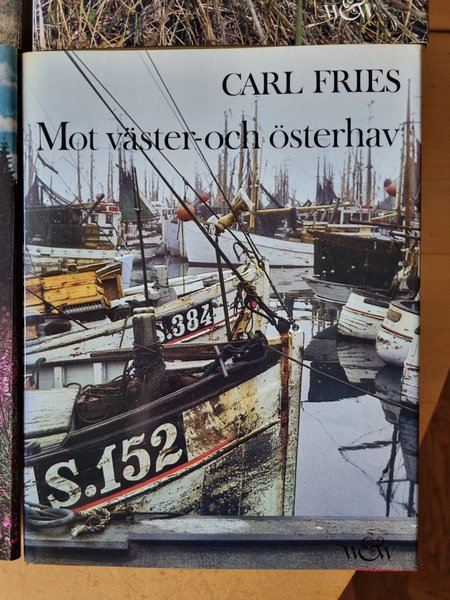 W&W
CARL FRIES
Mot väster- och österhav
S.384
S.152
W&W